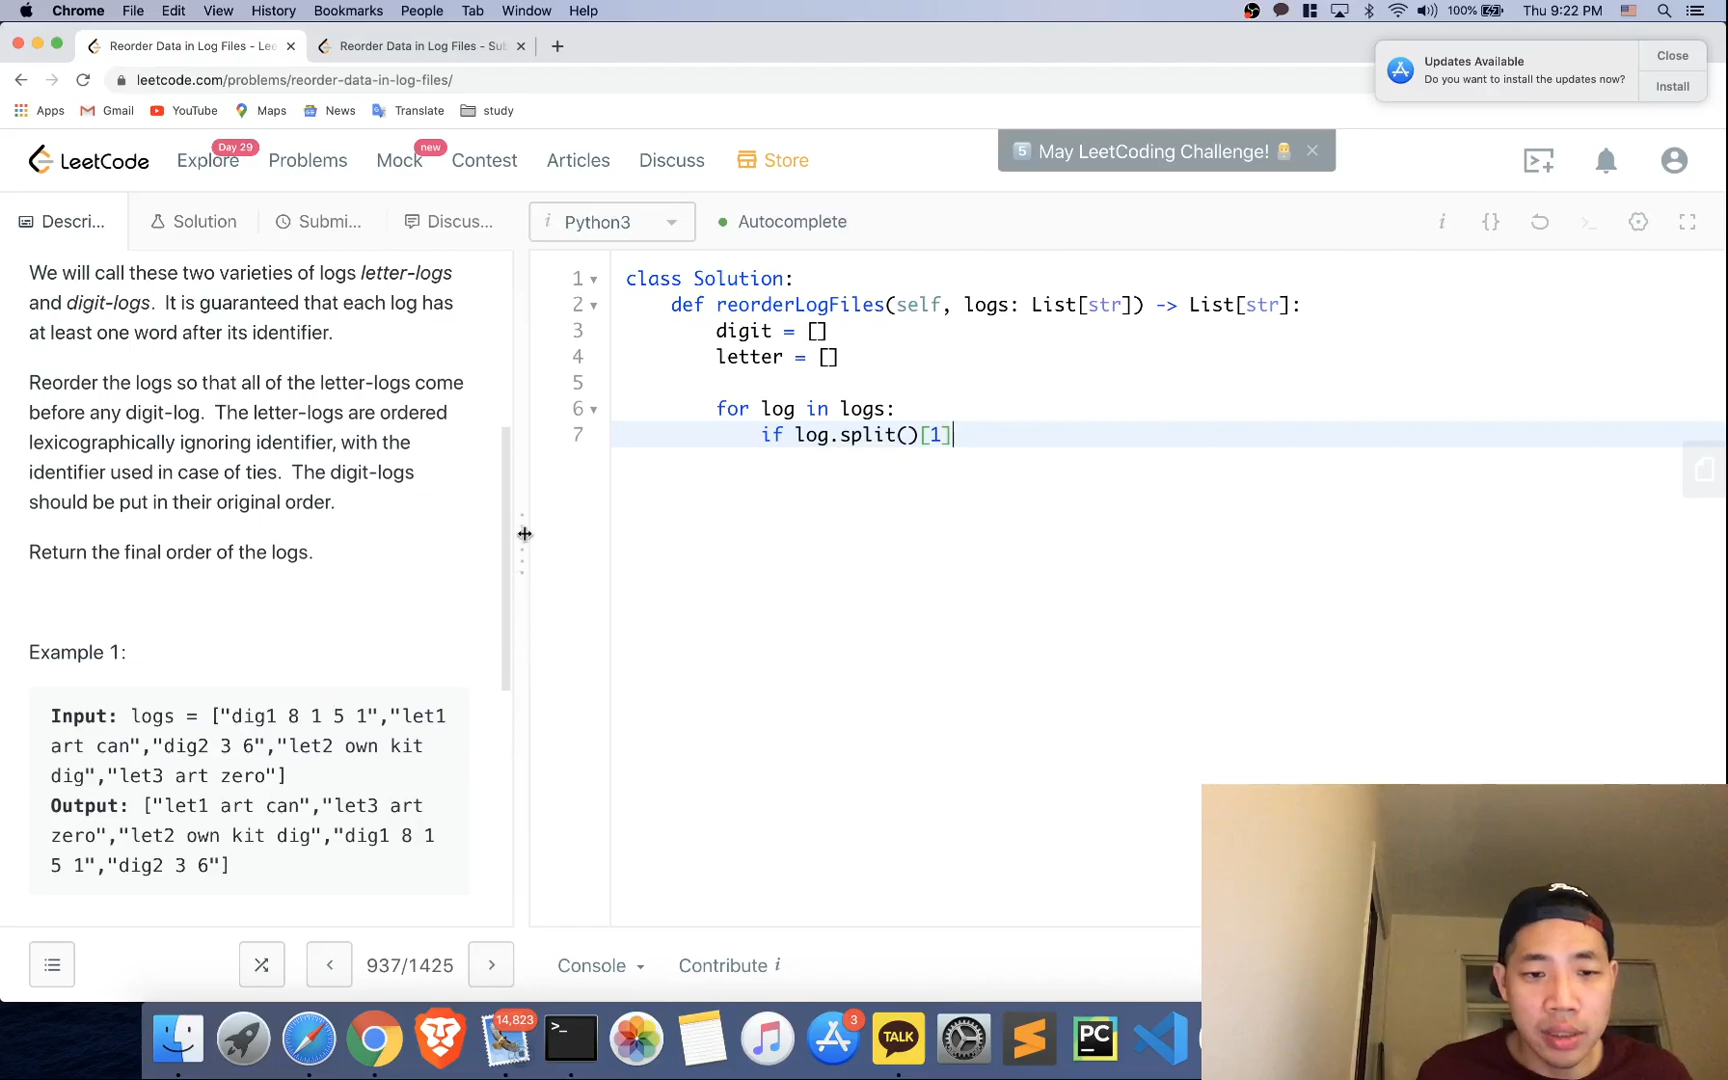 Chrome File Edit View History Bookmarks People Tab Window Help 100% Thu 9:22 PM
Reorder Data in Log Files - Lee
Reorder Data in Log Files - Sub
Updates Available
Do you want to install the updates now?
Close
Install
leetcode.com/problems/reorder-data-in-log-files/
Apps Gmail YouTube Maps News Translate study
LeetCode Explore Day 29 Problems Mock new Contest Articles Discuss Store
5 May LeetCoding Challenge!
Descri... Solution Submi... Discus...
i Python3 Autocomplete i {}
We will call these two varieties of logs letter-logs
and digit-logs. It is guaranteed that each log has
at least one word after its identifier.
Reorder the logs so that all of the letter-logs come
before any digit-log. The letter-logs are ordered
lexicographically ignoring identifier, with the
identifier used in case of ties. The digit-logs
should be put in their original order.
Return the final order of the logs.
Example 1:
Input: logs = ["dig1 8 1 5 1","let1
art can","dig2 3 6","let2 own kit
dig","let3 art zero"]
Output: ["let1 art can","let3 art
zero","let2 own kit dig","dig1 8 1
5 1","dig2 3 6"]
1 class Solution:
2 def reorderLogFiles(self, logs: List[str]) -> List[str]:
3 digit = []
4 letter = []
5
6 for log in logs:
7 if log.split()[1]
937/1425
Console Contribute i
14,823
3
TALK
PC